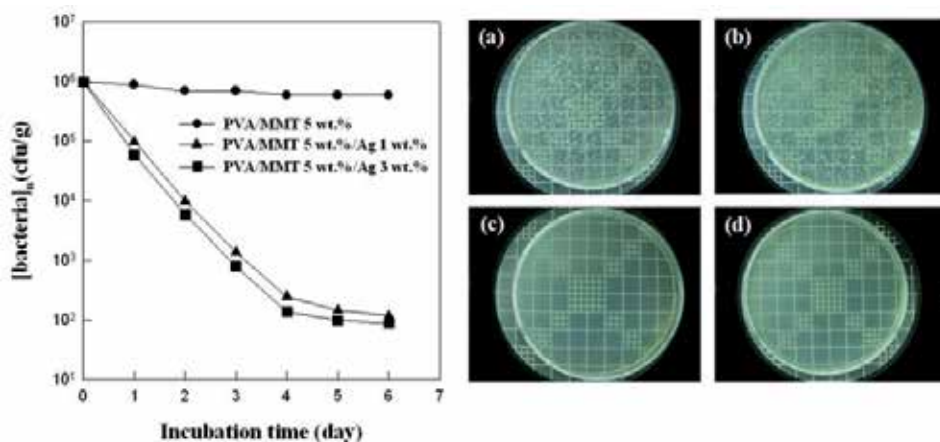 10⁷
10⁶
10⁵
10⁴
10³
10²
10¹
[bacteria]ₙ(cfu/g)
PVA/MMT 5 wt.%
PVA/MMT 5 wt.%/Ag 1 wt.%
PVA/MMT 5 wt.%/Ag 3 wt.%
0 1 2 3 4 5 6 7
Incubation time (day)
(a)
(b)
(c)
(d)